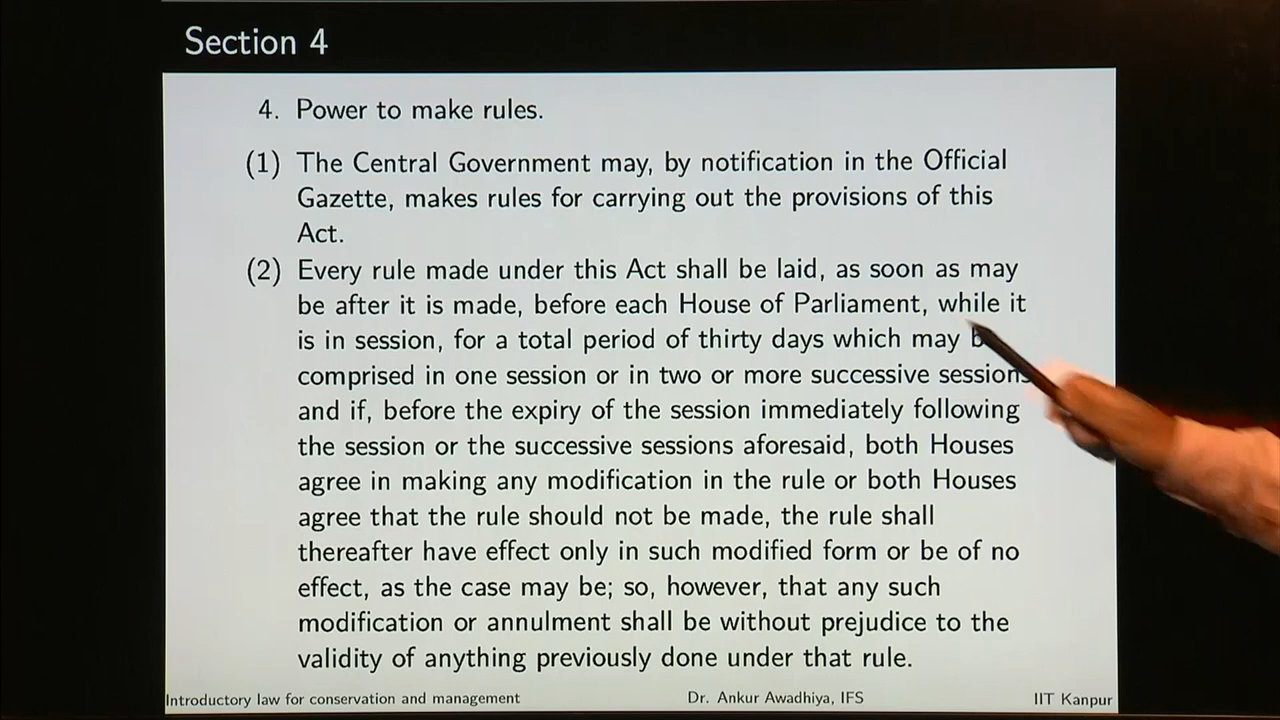 Section 4
4. Power to make rules.
(1) The Central Government may, by notification in the Official
Gazette, makes rules for carrying out the provisions of this
Act.
(2) Every rule made under this Act shall be laid, as soon as may
be after it is made, before each House of Parliament, while it
is in session, for a total period of thirty days which may
comprised in one session or in two or more successive sessions
and if, before the expiry of the session immediately following
the session or the successive sessions aforesaid, both Houses
agree in making any modification in the rule or both Houses
agree that the rule should not be made, the rule shall
thereafter have effect only in such modified form or be of no
effect, as the case may be; so, however, that any such
modification or annulment shall be without prejudice to the
validity of anything previously done under that rule.
Introductory law for conservation and management Dr. Ankur Awadhiya, IFS IIT Kanpur